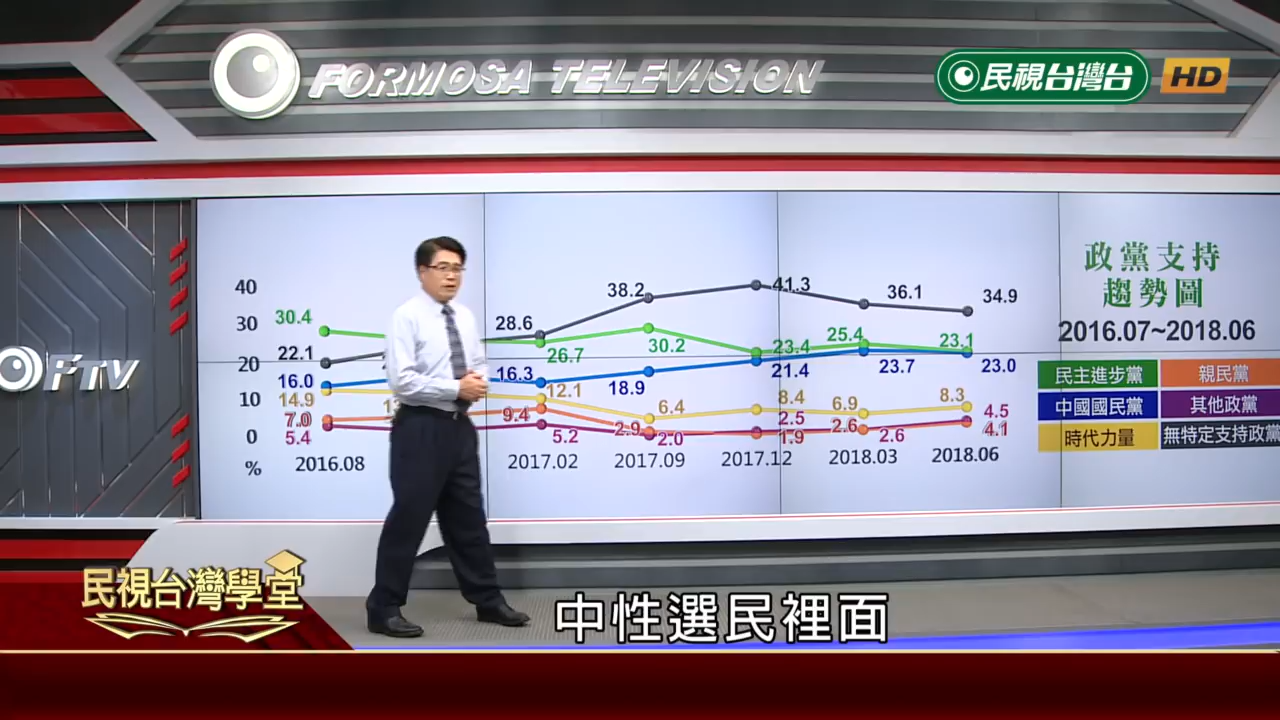 FORMOSA TELEVISION
民視台灣台 HD
FTV
政黨支持
趨勢圖
2016.07~2018.06
民主進步黨 親民黨
中國國民黨 其他政黨
時代力量 無特定支持政黨
40
30
20
10
0
%
30.4 26.7 30.2 23.4 25.4 23.1
22.1 28.6 38.2 41.3 36.1 34.9
16.0 16.3 18.9 21.4 23.7 23.0
14.9 12.1 6.4 8.4 6.9 8.3
7.0 9.4 2.9 1.9 2.6 4.1
5.4 5.2 2.0 2.5 2.6 4.5
2016.08 2017.02 2017.09 2017.12 2018.03 2018.06
民視台灣學堂
中性選民裡面